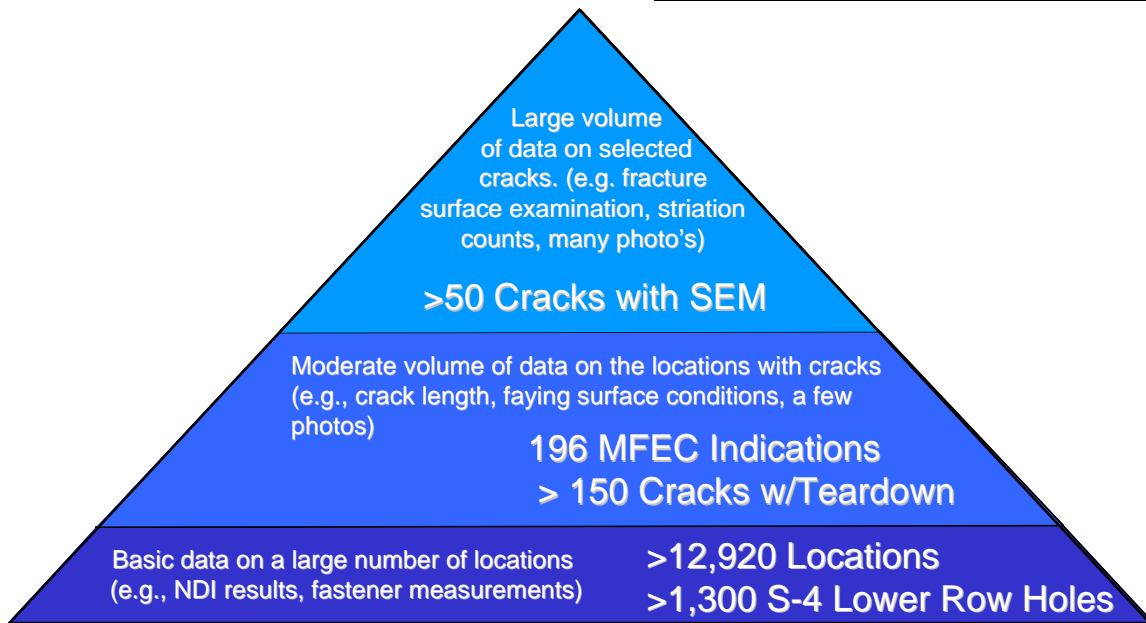 Large volume
of data on selected
cracks. (e.g. fracture
surface examination, striation
counts, many photo's)
>50 Cracks with SEM
Moderate volume of data on the locations with cracks
(e.g., crack length, faying surface conditions, a few
photos)
196 MFEC Indications
> 150 Cracks w/Teardown
Basic data on a large number of locations
(e.g., NDI results, fastener measurements)
>12,920 Locations
>1,300 S-4 Lower Row Holes